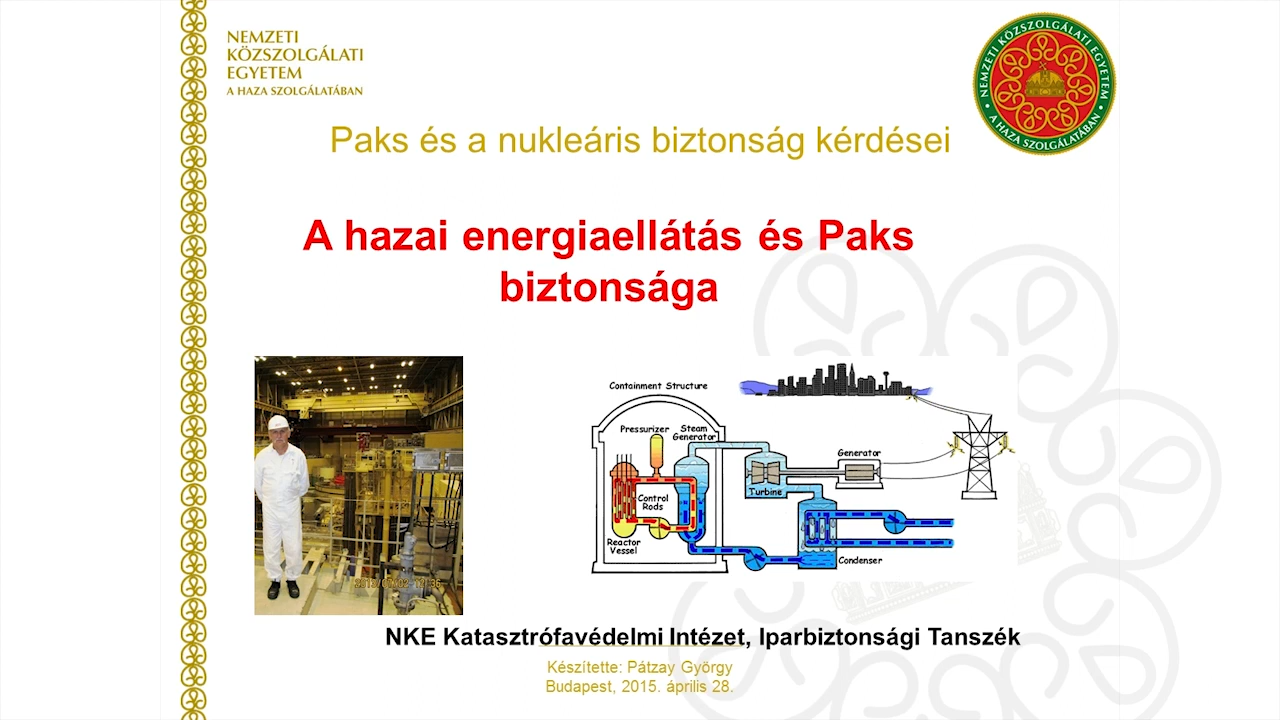 NEMZETI
KÖZSZOLGÁLATI
EGYETEM
A HAZA SZOLGÁLATÁBAN
NEMZETI KÖZSZOLGÁLATI EGYETEM
• A HAZA SZOLGÁLATÁBAN •
Paks és a nukleáris biztonság kérdései
A hazai energiaellátás és Paks
biztonsága
Containment Structure
Pressurizer
Steam
Generator
Control
Rods
Reactor
Vessel
Turbine
Generator
Condenser
NKE Katasztrófavédelmi Intézet, Iparbiztonsági Tanszék
Készítette: Pátzay György
Budapest, 2015. április 28.